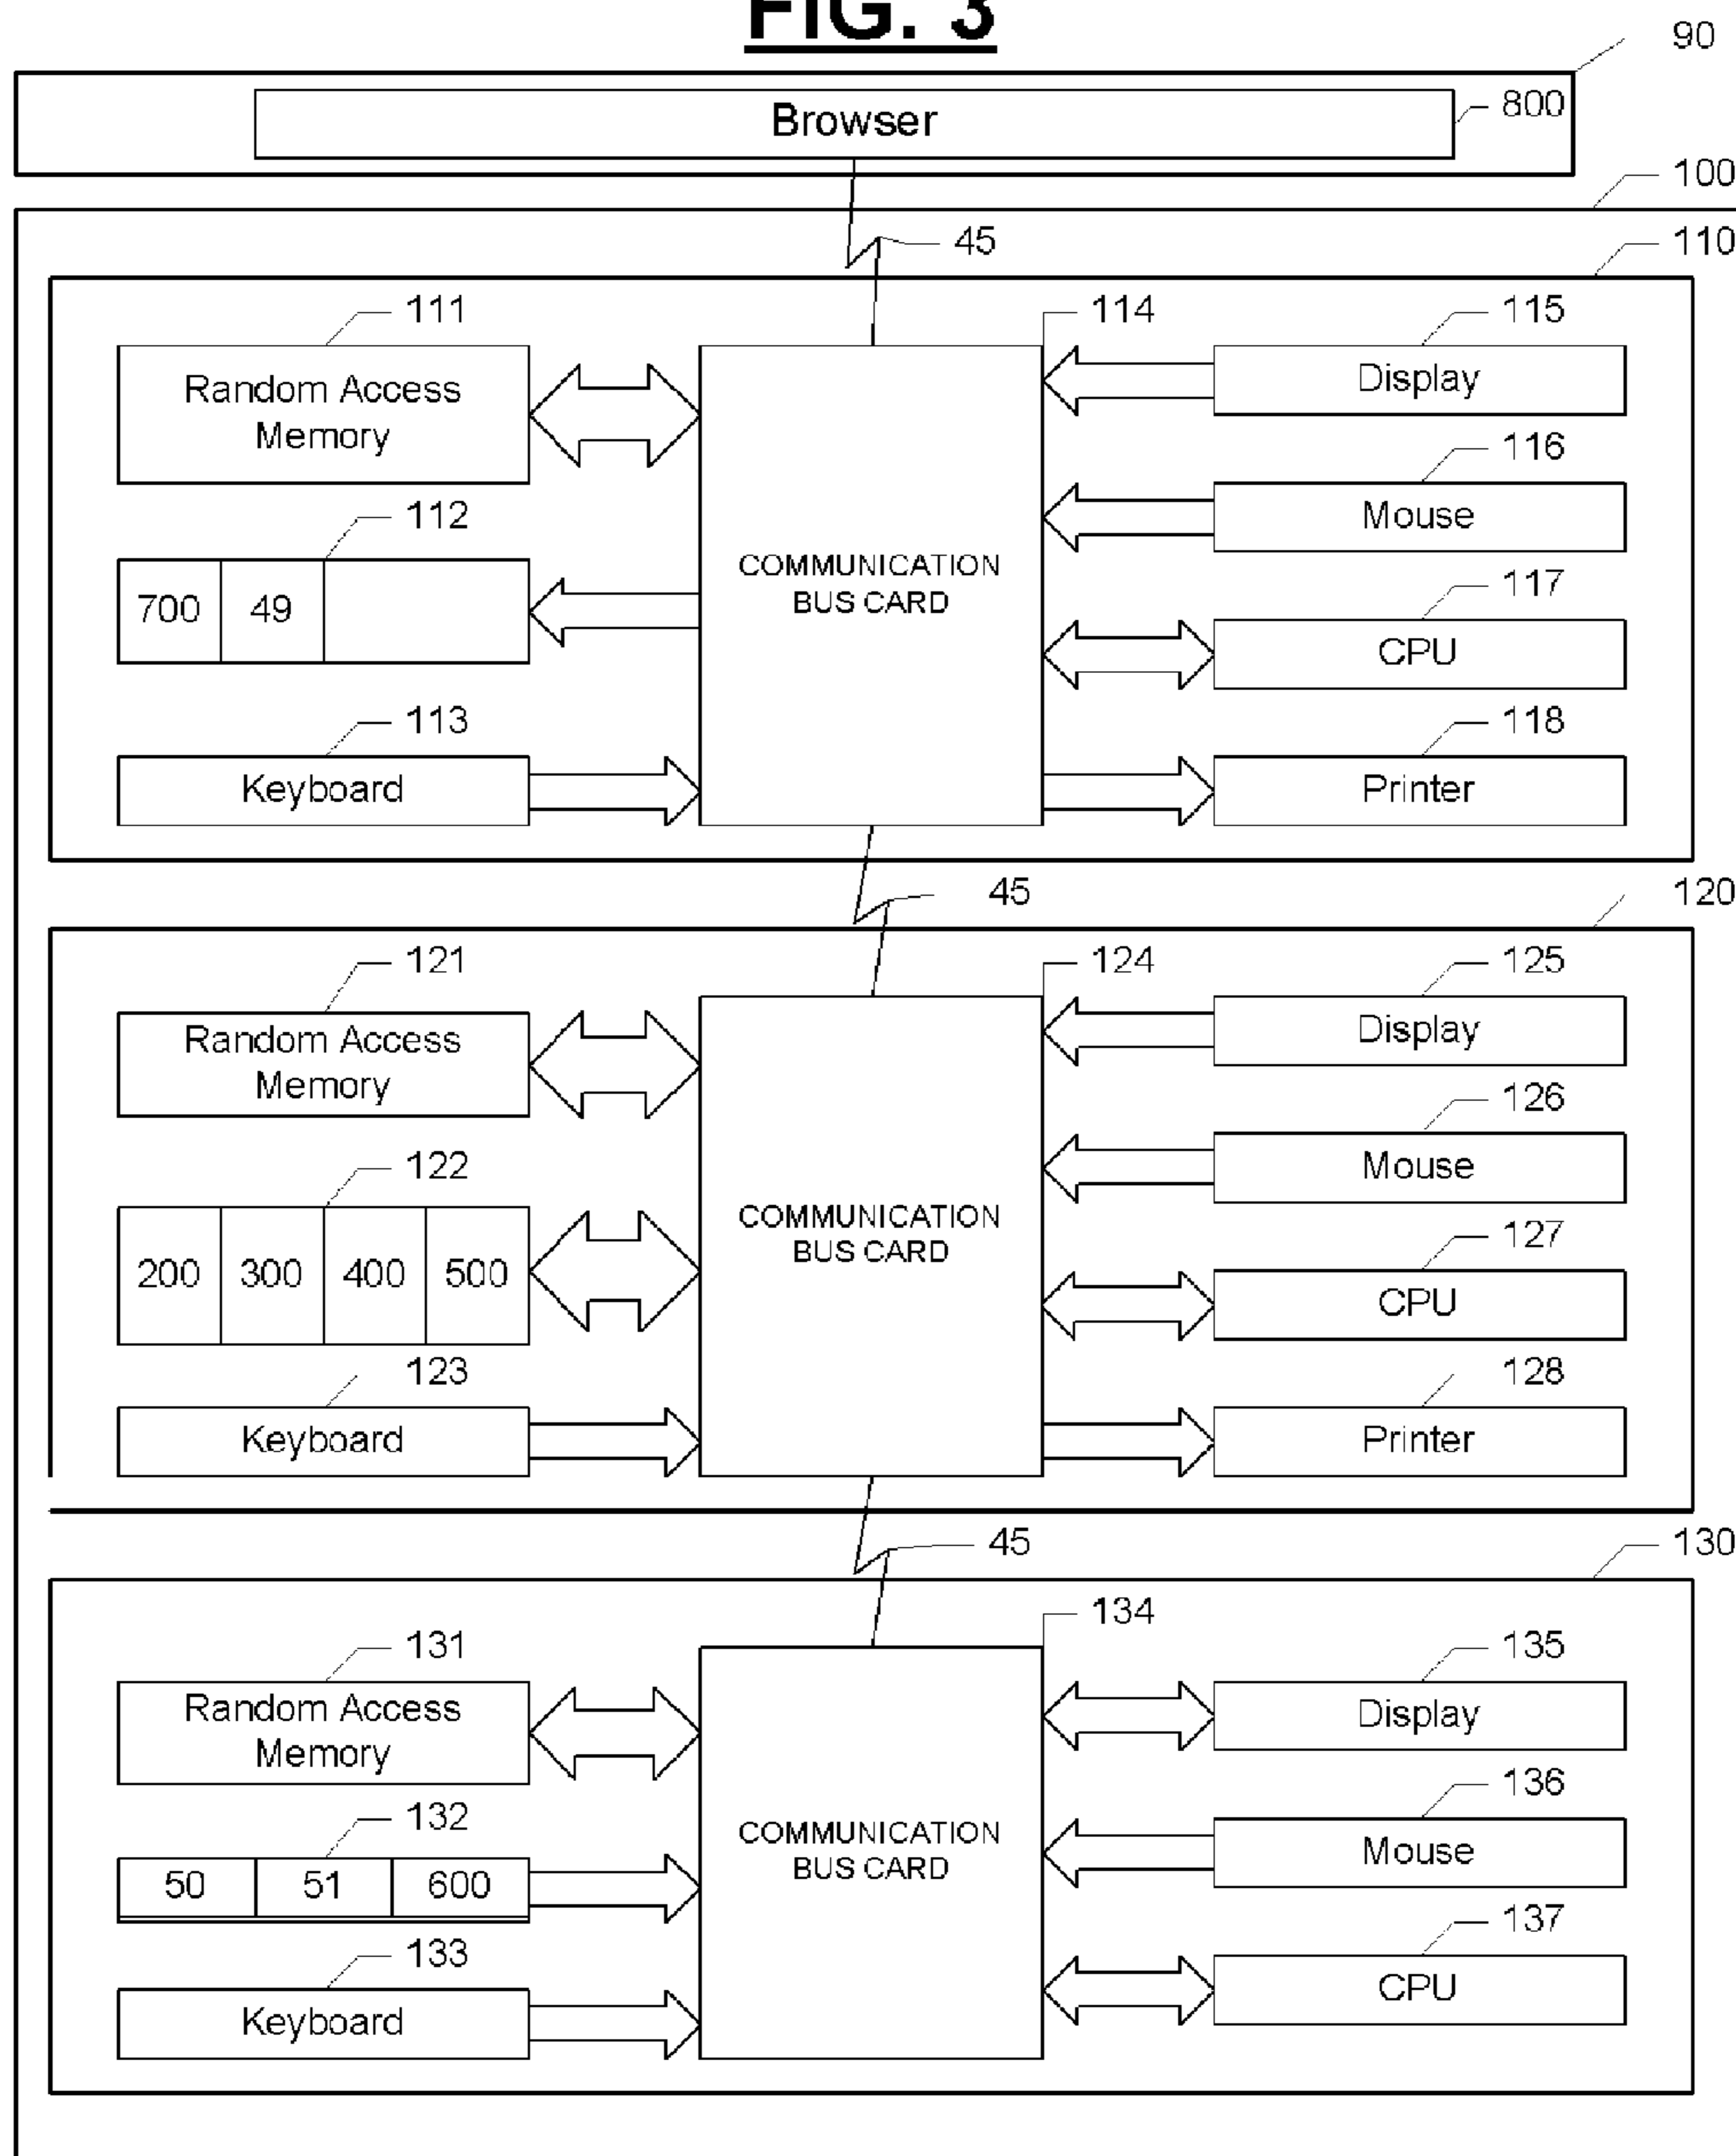 FIG. 3
90
Browser
800
100
45
110
111
114
115
Random Access
Memory
Display
116
Mouse
112
COMMUNICATION
BUS CARD
700 49
117
CPU
113
118
Keyboard
Printer
45
120
121
124
125
Random Access
Memory
Display
126
Mouse
122
COMMUNICATION
BUS CARD
200 300 400 500
127
CPU
123
128
Keyboard
Printer
45
130
134
131
135
Random Access
Memory
Display
136
132
COMMUNICATION
BUS CARD
Mouse
50 51 600
133
137
Keyboard
CPU